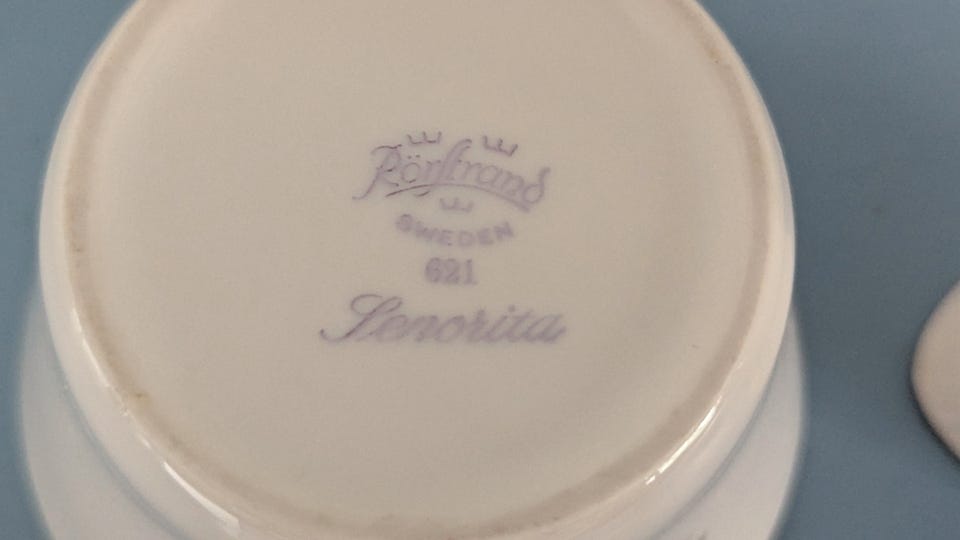 Rörstrand
SWEDEN
621
Senorita